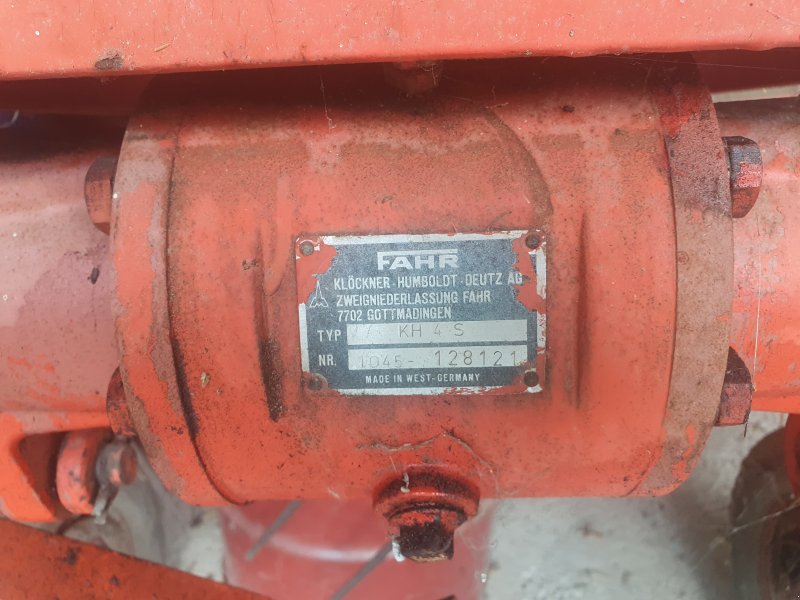 FAHR
KLÖCKNER-HUMBOLDT-DEUTZ AG
ZWEIGNIEDERLASSUNG FAHR
7702 GOTTMADINGEN
TYP KH 4 S
NR. 1045- 128121
MADE IN WEST-GERMANY